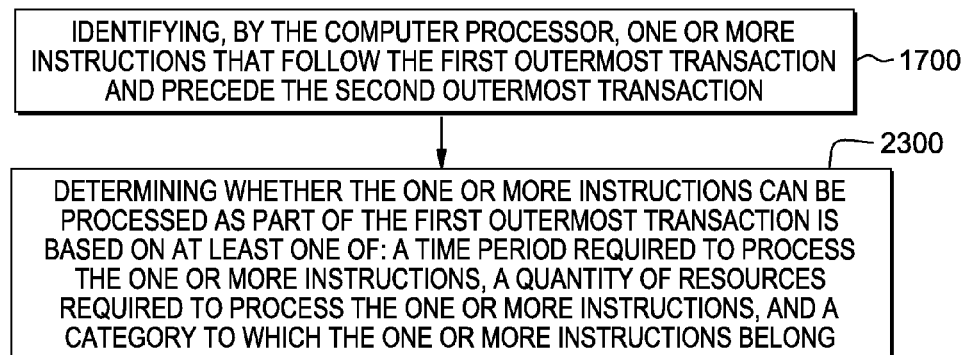 IDENTIFYING, BY THE COMPUTER PROCESSOR, ONE OR MORE
INSTRUCTIONS THAT FOLLOW THE FIRST OUTERMOST TRANSACTION
AND PRECEDE THE SECOND OUTERMOST TRANSACTION
1700
2300
DETERMINING WHETHER THE ONE OR MORE INSTRUCTIONS CAN BE
PROCESSED AS PART OF THE FIRST OUTERMOST TRANSACTION IS
BASED ON AT LEAST ONE OF: A TIME PERIOD REQUIRED TO PROCESS
THE ONE OR MORE INSTRUCTIONS, A QUANTITY OF RESOURCES
REQUIRED TO PROCESS THE ONE OR MORE INSTRUCTIONS, AND A
CATEGORY TO WHICH THE ONE OR MORE INSTRUCTIONS BELONG